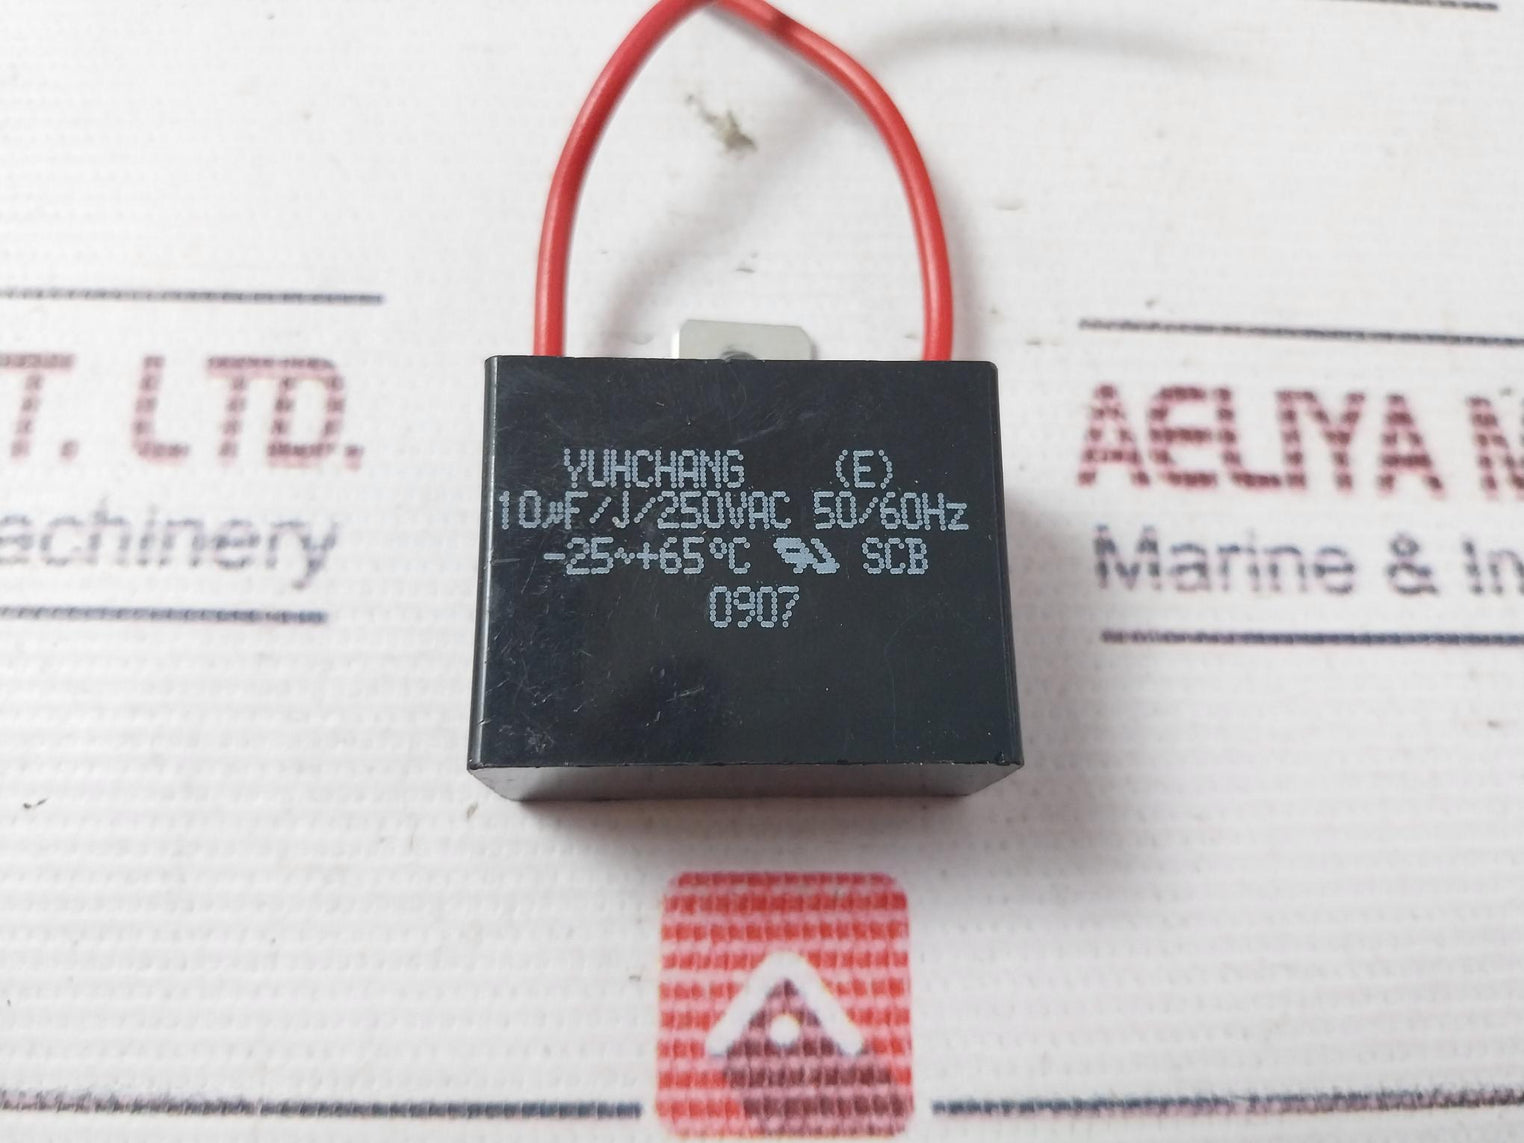 T. LTD.
achinery
AELIYA M
Marine & In
YUHCHANG (E)
10µF/J/250VAC 50/60Hz
-25~+65°C SCB
0907